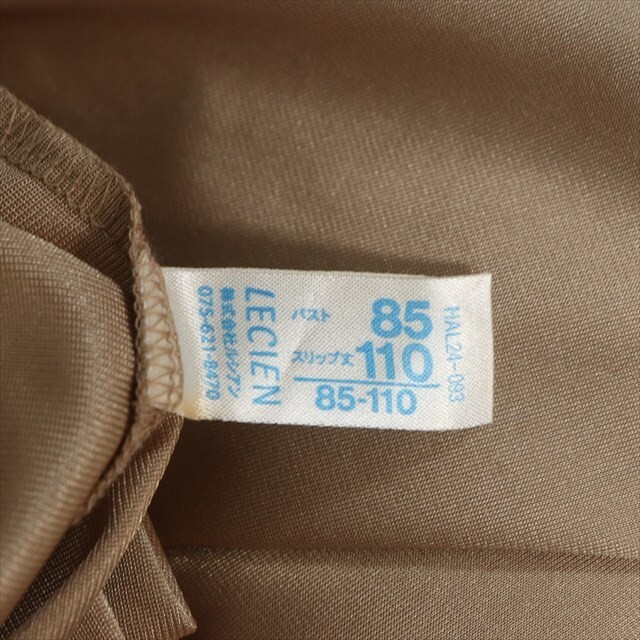 バスト 85
スリップ丈 110
85-110
LECIEN
株式会社ルシアン
075-621-8470
HAL24-093